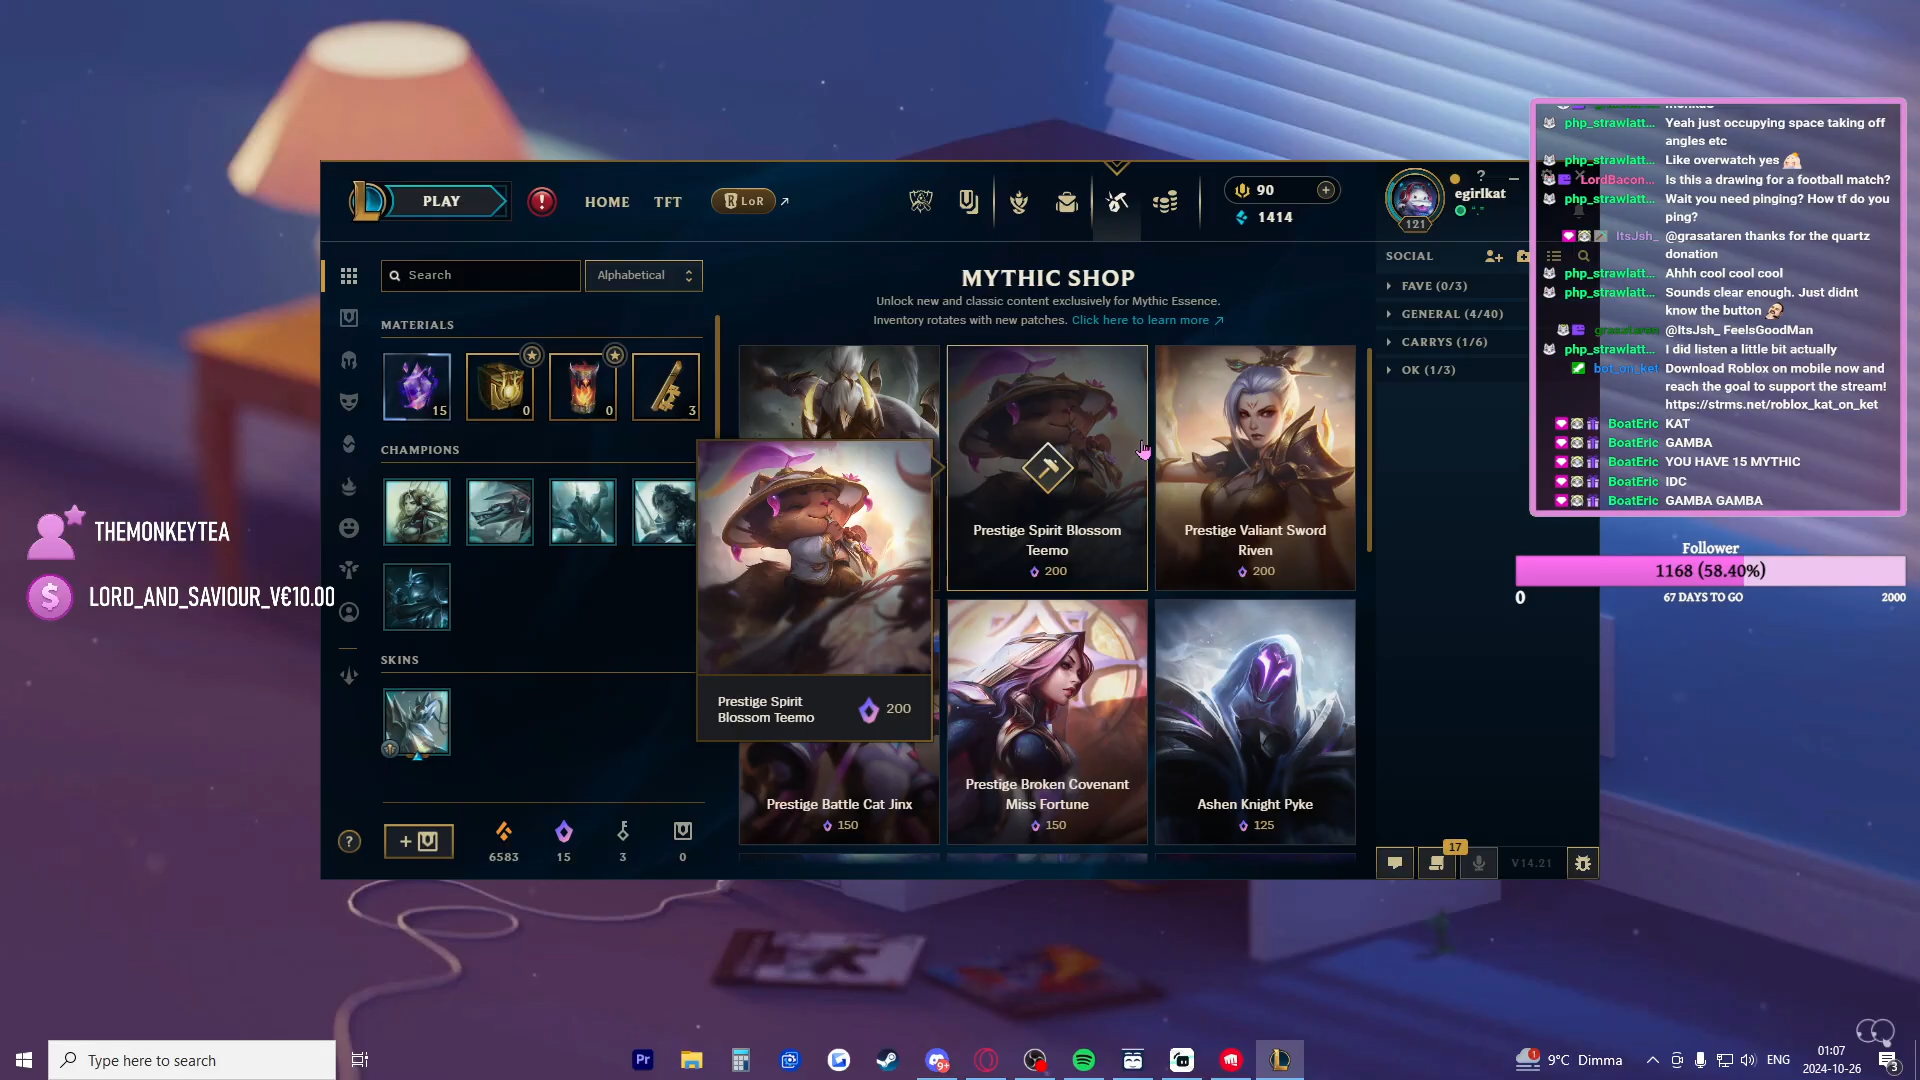 PLAY
HOME
TFT
LoR
90
1414
egirlkat
121
Search
Alphabetical
MATERIALS
15
0
0
3
CHAMPIONS
SKINS
6583
15
3
0
MYTHIC SHOP
Unlock new and classic content exclusively for Mythic Essence.
Inventory rotates with new patches. Click here to learn more
Prestige Spirit Blossom
Teemo
200
Prestige Valiant Sword
Riven
200
Prestige Spirit
Blossom Teemo
200
Prestige Battle Cat Jinx
150
Prestige Broken Covenant
Miss Fortune
150
Ashen Knight Pyke
125
SOCIAL
FAVE (0/3)
GENERAL (4/40)
CARRYS (1/6)
OK (1/3)
17
V14.21
php_strawlatt... Yeah just occupying space taking off
angles etc
php_strawlatt... Like overwatch yes
LordBacon... Is this a drawing for a football match?
php_strawlatt... Wait you need pinging? How tf do you
ping?
ItsJsh_ @grasataren thanks for the quartz
donation
php_strawlatt... Ahhh cool cool cool
php_strawlatt... Sounds clear enough. Just didnt
know the button
grasataren @ItsJsh_ FeelsGoodMan
php_strawlatt... I did listen a little bit actually
bot_on_ket Download Roblox on mobile now and
reach the goal to support the stream!
https://strms.net/roblox_kat_on_ket
BoatEric KAT
BoatEric GAMBA
BoatEric YOU HAVE 15 MYTHIC
BoatEric IDC
BoatEric GAMBA GAMBA
Follower
1168 (58.40%)
0
67 DAYS TO GO
2000
THEMONKEYTEA
LORD_AND_SAVIOUR_V€10.00
Type here to search
Pr
9+
1
9°C Dimma
ENG
01:07
2024-10-26
3